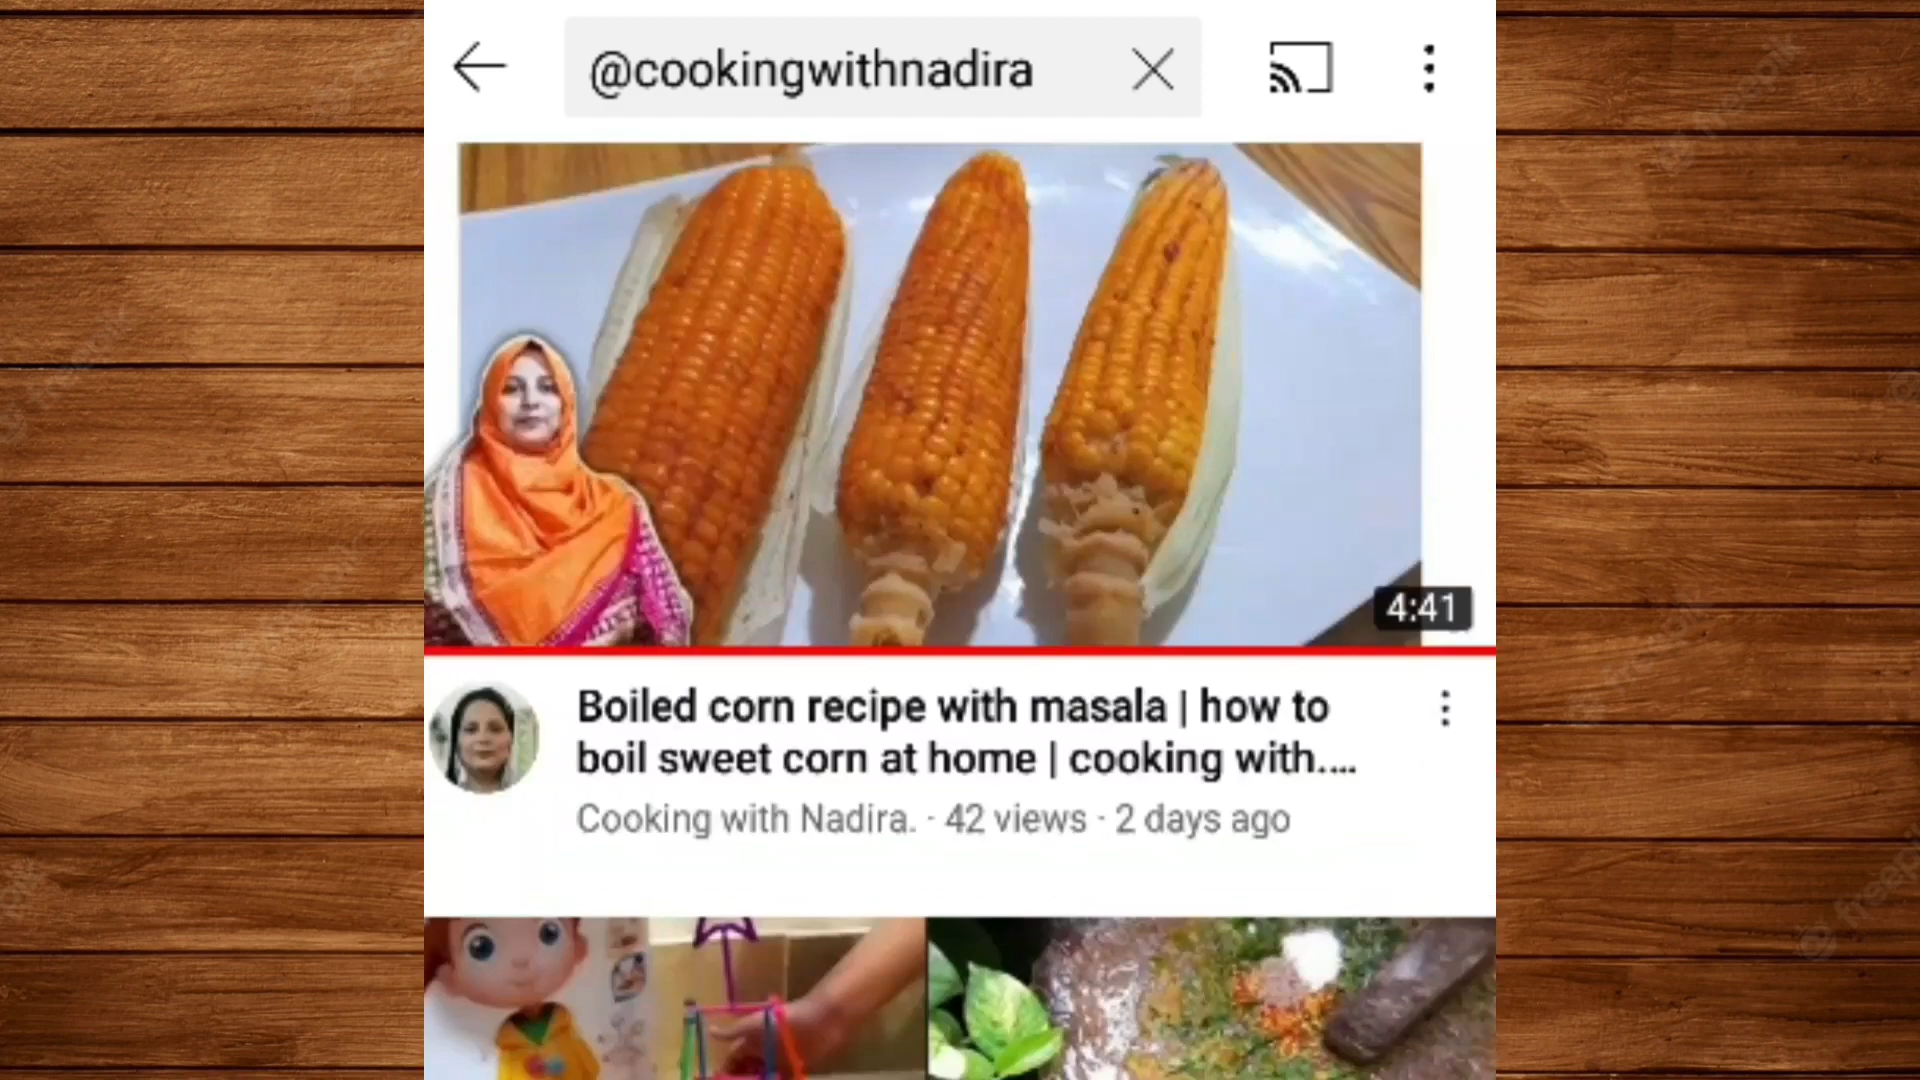 @cookingwithnadira
4:41
Boiled corn recipe with masala | how to
boil sweet corn at home | cooking with....
Cooking with Nadira. · 42 views · 2 days ago
freepik